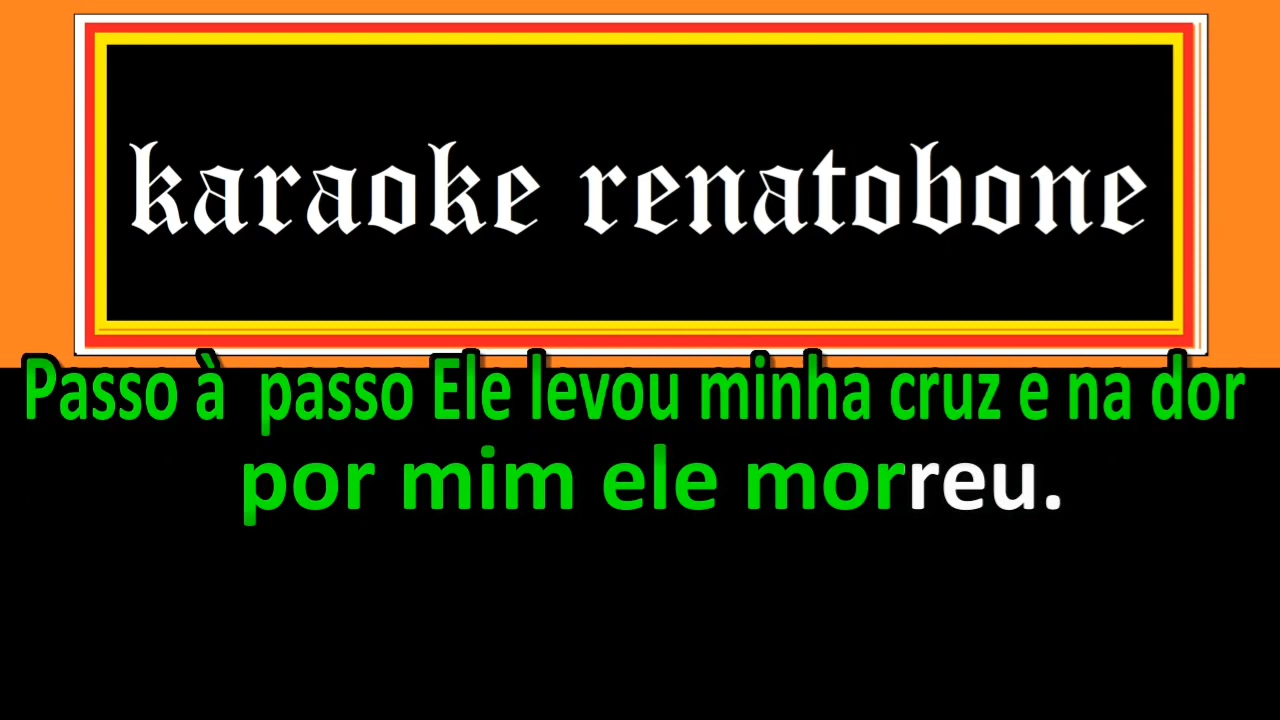 karaoke renatobone
Passo à  passo Ele levou minha cruz e na dor
por mim ele morreu.